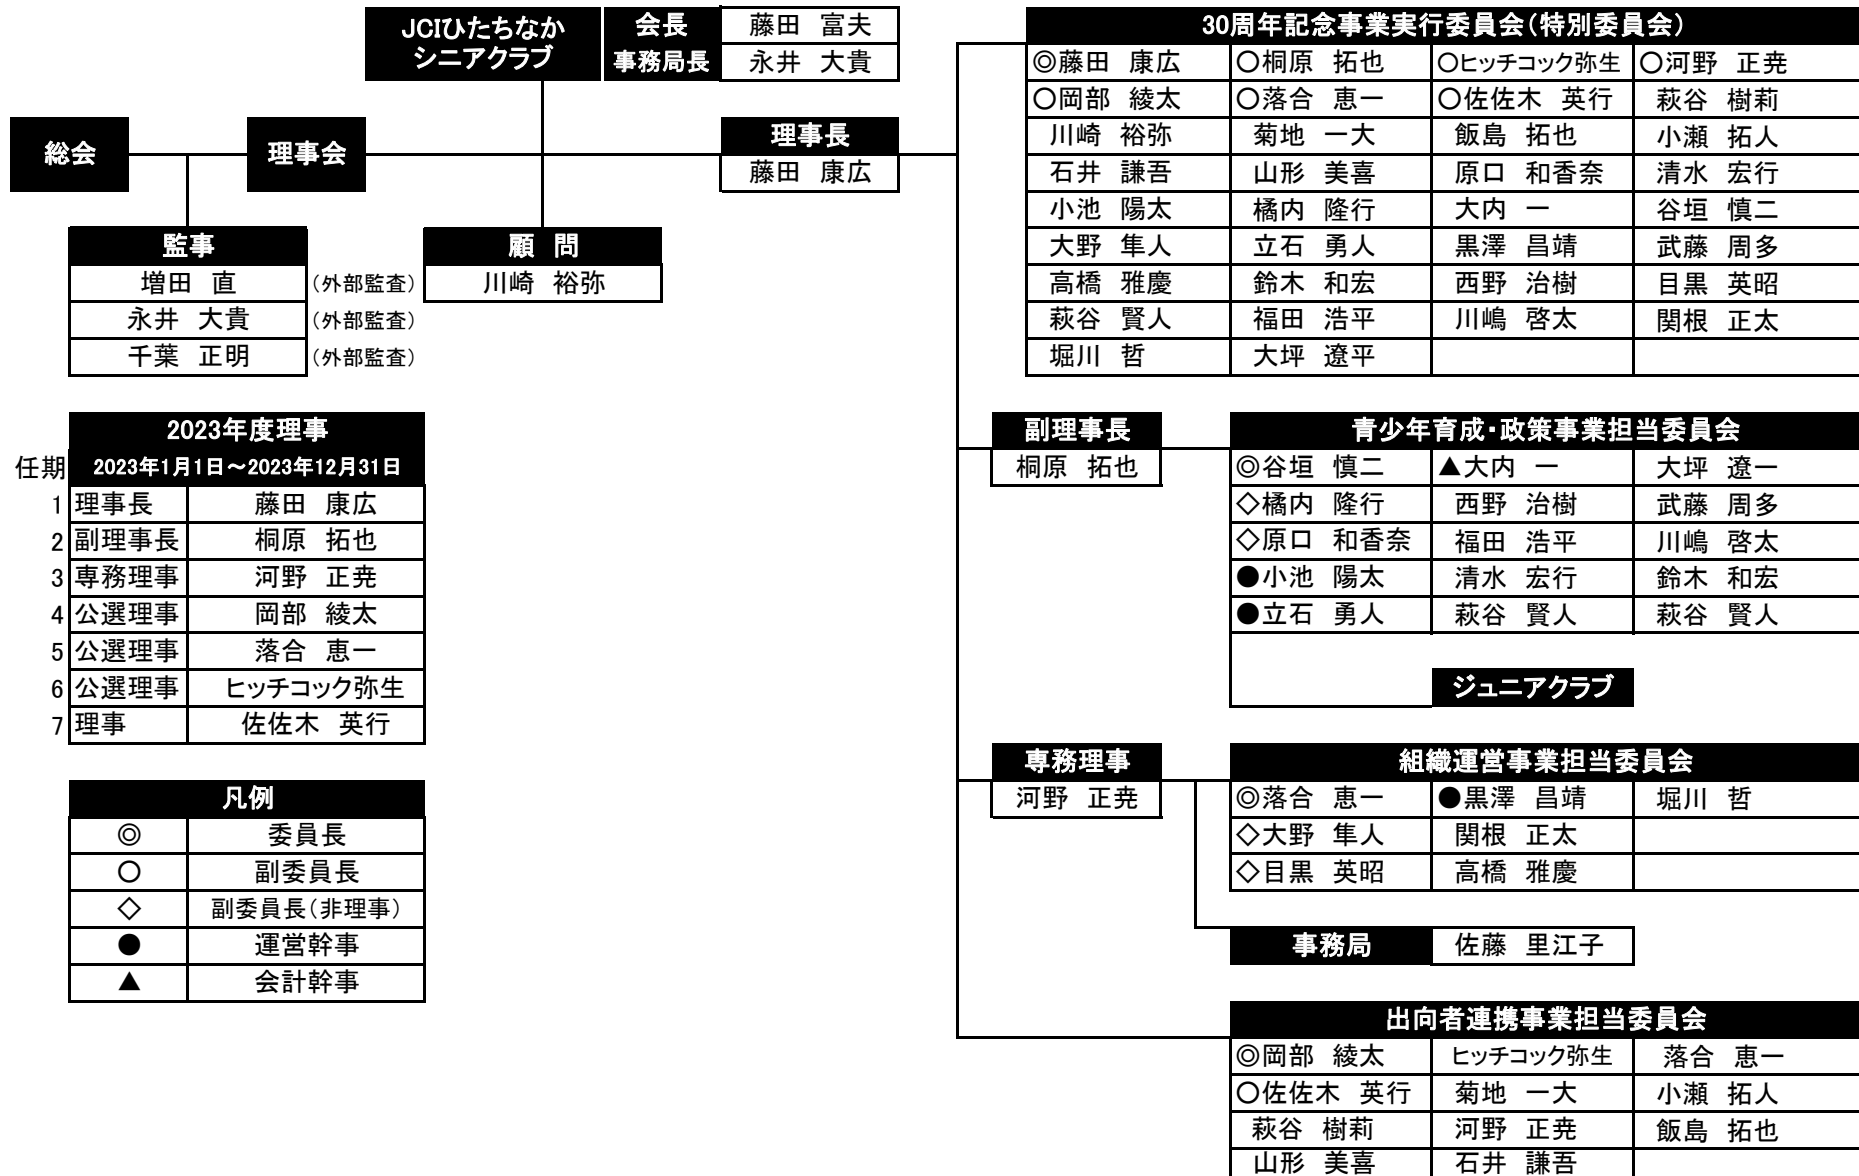 JCIひたちなか
シニアクラブ
会長 藤田 富夫
事務局長 永井 大貴
総会
理事会
理事長
藤田 康広
監事
増田 直 (外部監査)
永井 大貴 (外部監査)
千葉 正明 (外部監査)
顧 問
川崎 裕弥
2023年度理事
任期 2023年1月1日～2023年12月31日
1 理事長 藤田 康広
2 副理事長 桐原 拓也
3 専務理事 河野 正尭
4 公選理事 岡部 綾太
5 公選理事 落合 恵一
6 公選理事 ヒッチコック弥生
7 理事 佐佐木 英行
凡例
◎ 委員長
○ 副委員長
◇ 副委員長(非理事)
● 運営幹事
▲ 会計幹事
30周年記念事業実行委員会(特別委員会)
◎藤田 康広 ○桐原 拓也 ○ヒッチコック弥生 ○河野 正尭
○岡部 綾太 ○落合 恵一 ○佐佐木 英行 萩谷 樹莉
川崎 裕弥 菊地 一大 飯島 拓也 小瀬 拓人
石井 謙吾 山形 美喜 原口 和香奈 清水 宏行
小池 陽太 橘内 隆行 大内 一 谷垣 慎二
大野 隼人 立石 勇人 黒澤 昌靖 武藤 周多
高橋 雅慶 鈴木 和宏 西野 治樹 目黒 英昭
萩谷 賢人 福田 浩平 川嶋 啓太 関根 正太
堀川 哲 大坪 遼平
副理事長
桐原 拓也
青少年育成・政策事業担当委員会
◎谷垣 慎二 ▲大内 一 大坪 遼一
◇橘内 隆行 西野 治樹 武藤 周多
◇原口 和香奈 福田 浩平 川嶋 啓太
●小池 陽太 清水 宏行 鈴木 和宏
●立石 勇人 萩谷 賢人 萩谷 賢人
ジュニアクラブ
専務理事
河野 正尭
組織運営事業担当委員会
◎落合 恵一 ●黒澤 昌靖 堀川 哲
◇大野 隼人 関根 正太
◇目黒 英昭 高橋 雅慶
事務局 佐藤 里江子
出向者連携事業担当委員会
◎岡部 綾太 ヒッチコック弥生 落合 恵一
○佐佐木 英行 菊地 一大 小瀬 拓人
萩谷 樹莉 河野 正尭 飯島 拓也
山形 美喜 石井 謙吾